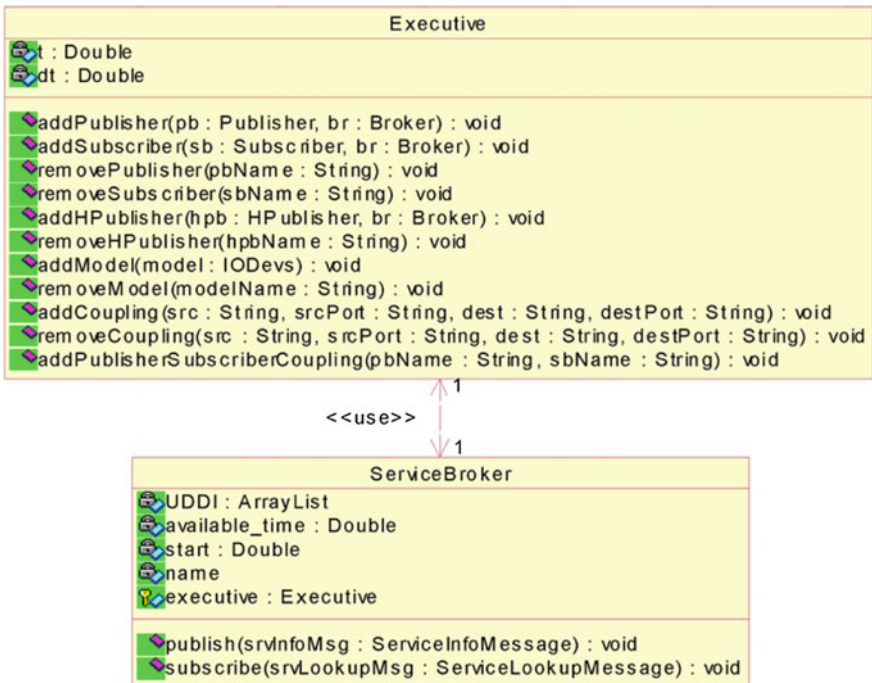 Executive
t : Double
dt : Double
addPublisher(pb : Publisher, br : Broker) : void
addSubscriber(sb : Subscriber, br : Broker) : void
removePublisher(pbName : String) : void
removeSubscriber(sbName : String) : void
addHPublisher(hpb : HPublisher, br : Broker) : void
removeHPublisher(hpbName : String) : void
addModel(model : IODevs) : void
removeModel(modelName : String) : void
addCoupling(src : String, srcPort : String, dest : String, destPort : String) : void
removeCoupling(src : String, srcPort : String, dest : String, destPort : String) : void
addPublisherSubscriberCoupling(pbName : String, sbName : String) : void
1
<<use>>
1
ServiceBroker
UDDI : ArrayList
available_time : Double
start : Double
name
executive : Executive
publish(srvInfoMsg : ServiceInfoMessage) : void
subscribe(srvLookupMsg : ServiceLookupMessage) : void